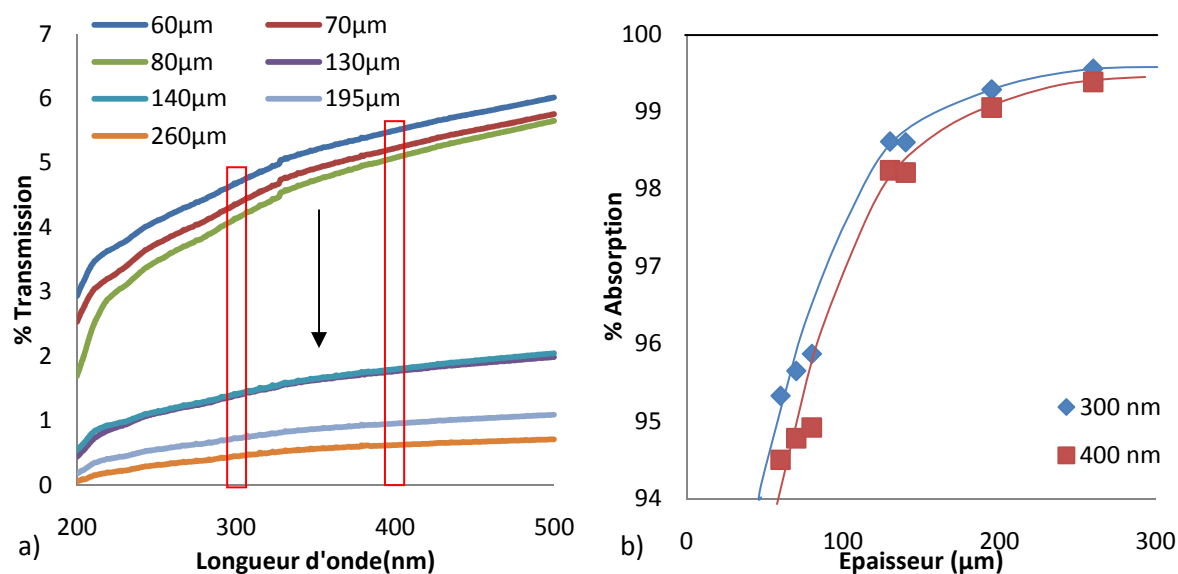 7
6
5
4
3
2
1
0
% Transmission
60µm
70µm
80µm
130µm
140µm
195µm
260µm
200
300
400
500
Longueur d'onde(nm)
a)
100
99
98
97
96
95
94
% Absorption
300 nm
400 nm
0
100
200
300
Epaisseur (µm)
b)